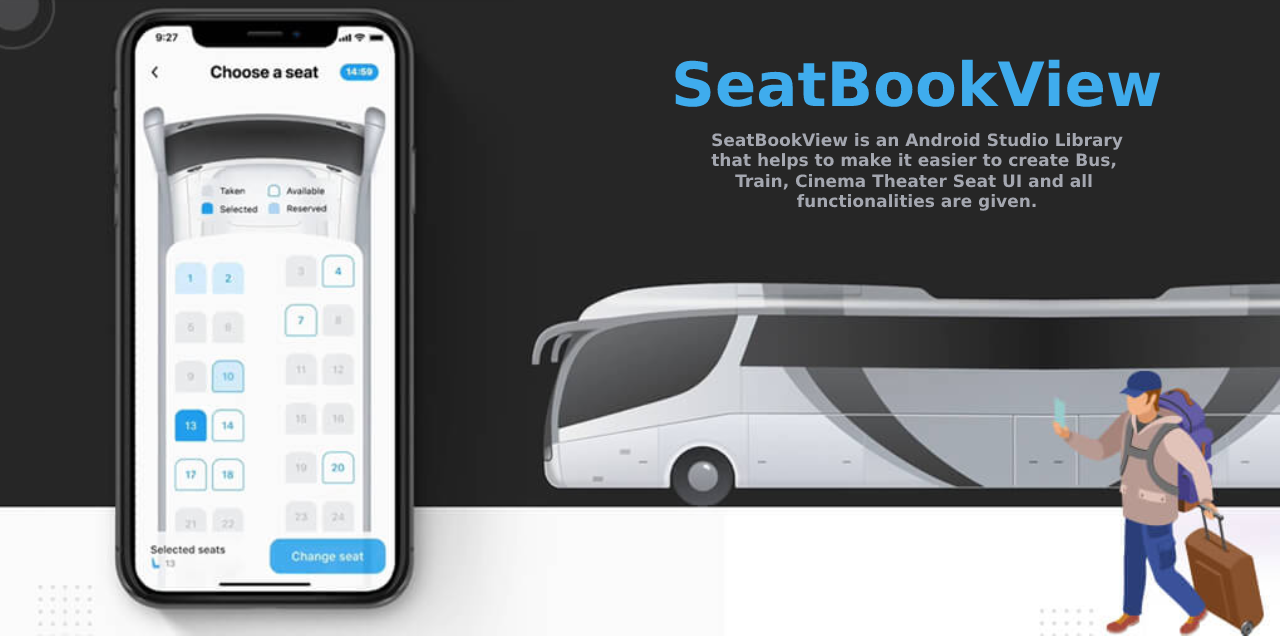 9:27
Choose a seat
14:59
Taken
Available
Selected
Reserved
1 2 3 4
5 6 7 8
9 10 11 12
13 14 15 16
17 18 19 20
21 22 23 24
Selected seats
13
Change seat
SeatBookView
SeatBookView is an Android Studio Library
that helps to make it easier to create Bus,
Train, Cinema Theater Seat UI and all
functionalities are given.